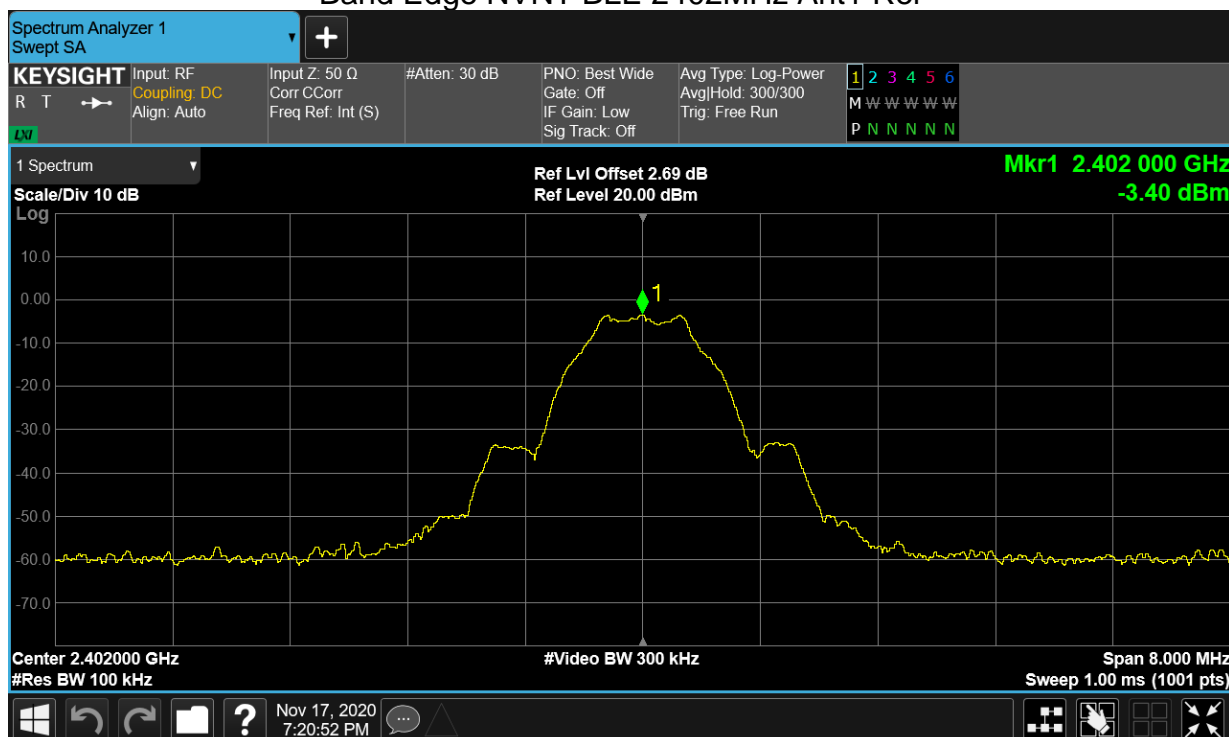 Spectrum Analyzer 1
Swept SA
KEYSIGHT
R T
LXI
Input: RF
Coupling: DC
Align: Auto
Input Z: 50 Ω
Corr CCorr
Freq Ref: Int (S)
#Atten: 30 dB
PNO: Best Wide
Gate: Off
IF Gain: Low
Sig Track: Off
Avg Type: Log-Power
Avg|Hold: 300/300
Trig: Free Run
1 2 3 4 5 6
M W W W W W
P N N N N N
1 Spectrum
Scale/Div 10 dB
Log
Ref Lvl Offset 2.69 dB
Ref Level 20.00 dBm
Mkr1 2.402 000 GHz
-3.40 dBm
10.0
0.00
-10.0
-20.0
-30.0
-40.0
-50.0
-60.0
-70.0
1
Center 2.402000 GHz
#Res BW 100 kHz
#Video BW 300 kHz
Span 8.000 MHz
Sweep 1.00 ms (1001 pts)
?
Nov 17, 2020
7:20:52 PM